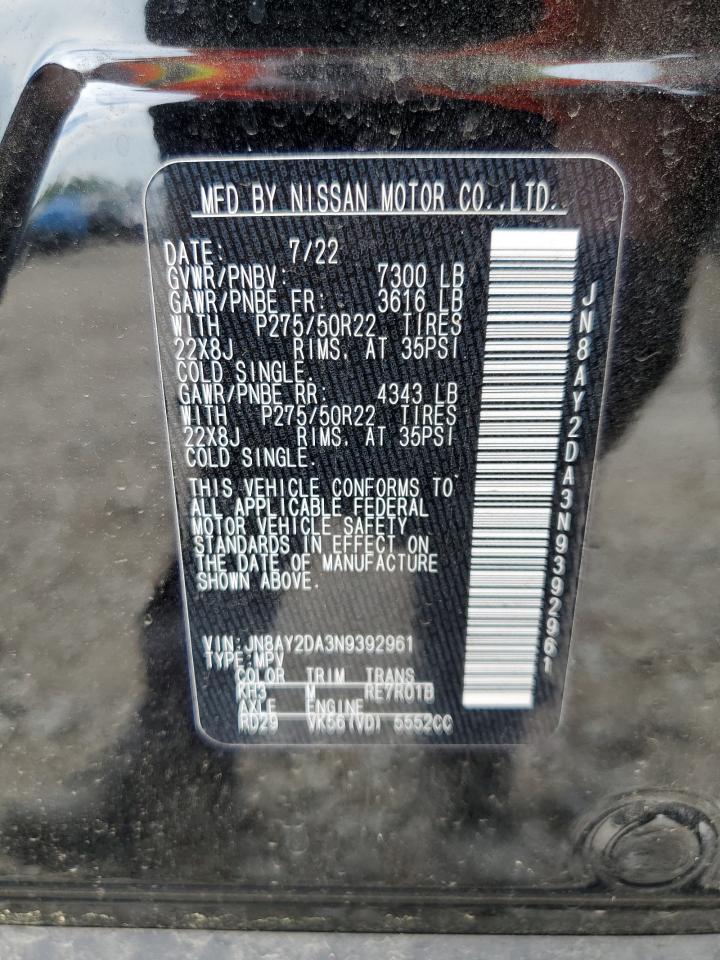 MFD BY NISSAN MOTOR CO.,LTD.
DATE: 7/22
GVWR/PNBV: 7300 LB
GAWR/PNBE FR: 3616 LB
WITH P275/50R22 TIRES
22X8J RIMS. AT 35PSI
COLD SINGLE.
GAWR/PNBE RR: 4343 LB
WITH P275/50R22 TIRES
22X8J RIMS. AT 35PSI
COLD SINGLE.
THIS VEHICLE CONFORMS TO
ALL APPLICABLE FEDERAL
MOTOR VEHICLE SAFETY
STANDARDS IN EFFECT ON
THE DATE OF MANUFACTURE
SHOWN ABOVE.
VIN:JN8AY2DA3N9392961
TYPE:MPV
COLOR TRIM TRANS
KH3 M RE7R01B
AXLE ENGINE
RD29 VK56(VD) 5552CC
JN8AY2DA3N9392961